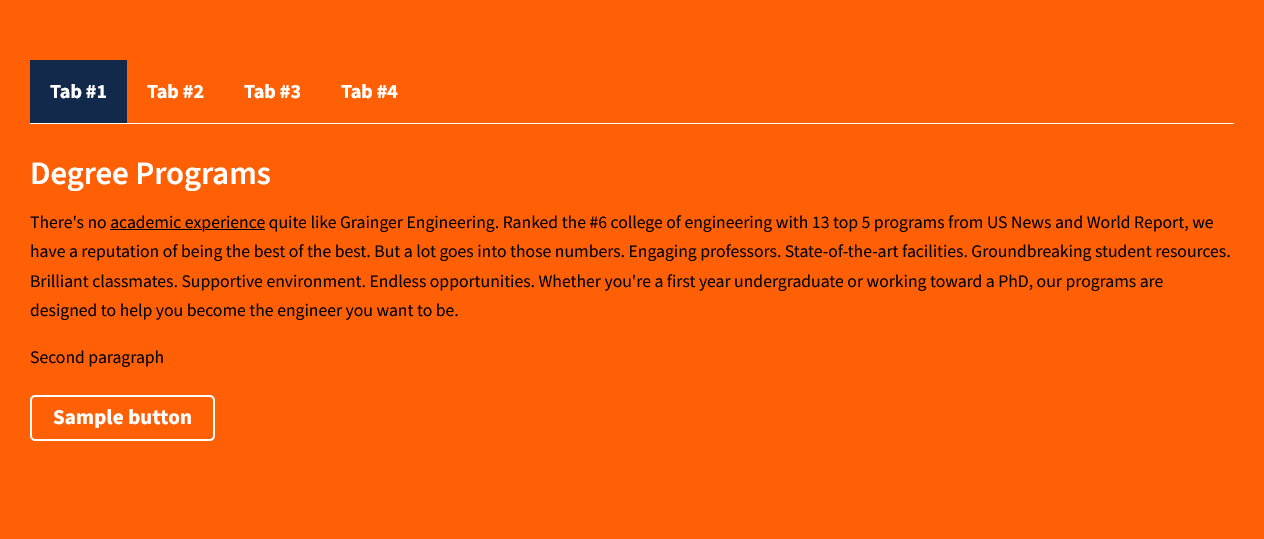 Tab #1 Tab #2 Tab #3 Tab #4
Degree Programs
There's no academic experience quite like Grainger Engineering. Ranked the #6 college of engineering with 13 top 5 programs from US News and World Report, we
have a reputation of being the best of the best. But a lot goes into those numbers. Engaging professors. State-of-the-art facilities. Groundbreaking student resources.
Brilliant classmates. Supportive environment. Endless opportunities. Whether you're a first year undergraduate or working toward a PhD, our programs are
designed to help you become the engineer you want to be.
Second paragraph
Sample button